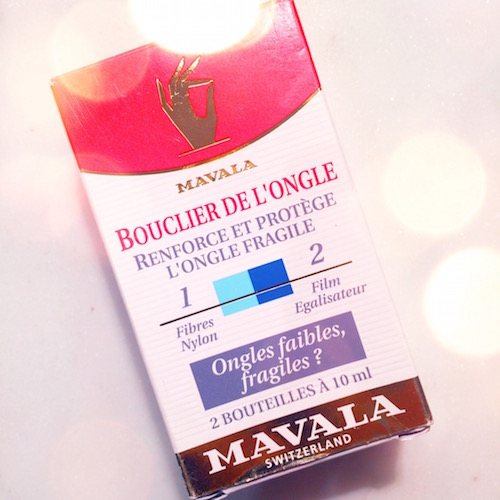 MAVALA
BOUCLIER DE L'ONGLE
RENFORCE ET PROTÈGE
L'ONGLE FRAGILE
1 2
Fibres Nylon
Film Egalisateur
Ongles faibles,
fragiles ?
2 BOUTEILLES À 10 ml
MAVALA
SWITZERLAND